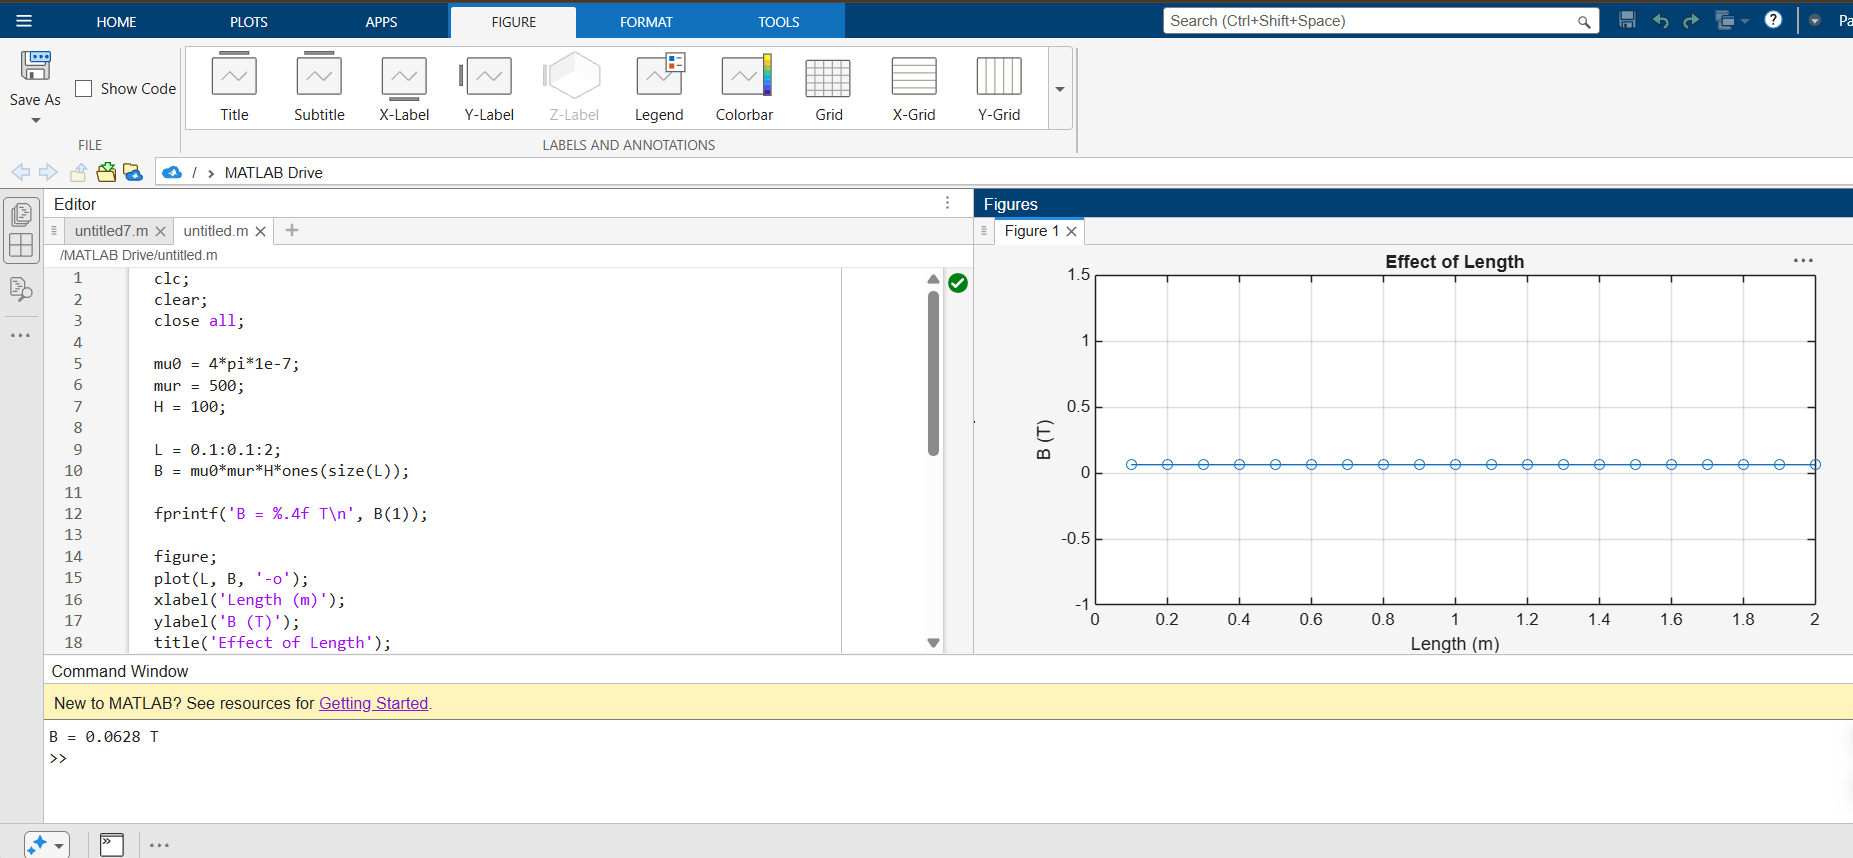 HOME PLOTS APPS FIGURE FORMAT TOOLS Search (Ctrl+Shift+Space) ? Pa
Save As
Show Code
Title Subtitle X-Label Y-Label Z-Label Legend Colorbar Grid X-Grid Y-Grid
FILE LABELS AND ANNOTATIONS
/ › MATLAB Drive
Editor
untitled7.m × untitled.m × +
/MATLAB Drive/untitled.m
1 clc;
2 clear;
3 close all;
4
5 mu0 = 4*pi*1e-7;
6 mur = 500;
7 H = 100;
8
9 L = 0.1:0.1:2;
10 B = mu0*mur*H*ones(size(L));
11
12 fprintf('B = %.4f T\n', B(1));
13
14 figure;
15 plot(L, B, '-o');
16 xlabel('Length (m)');
17 ylabel('B (T)');
18 title('Effect of Length');
Figures
Figure 1 ×
Effect of Length
1.5
1
0.5
0
-0.5
-1
B (T)
0 0.2 0.4 0.6 0.8 1 1.2 1.4 1.6 1.8 2
Length (m)
Command Window
New to MATLAB? See resources for Getting Started.
B = 0.0628 T
>>